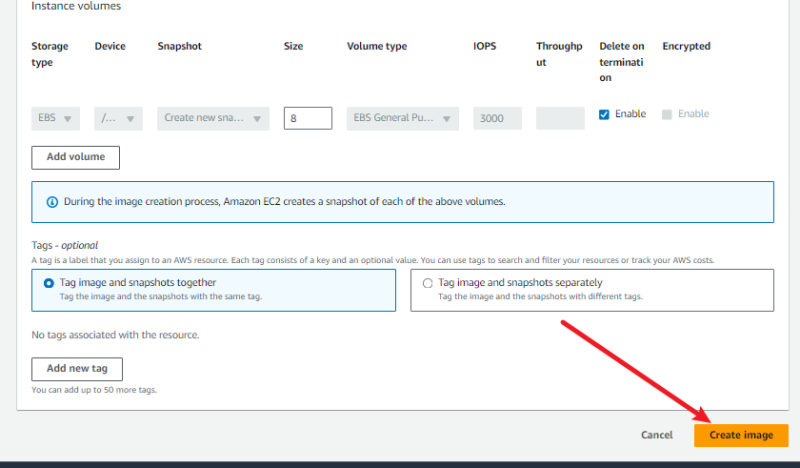 Instance volumes
Storage type Device Snapshot Size Volume type IOPS Throughp ut Delete on terminati on Encrypted
EBS /... Create new sna... 8 EBS General Pu... 3000 Enable Enable
Add volume
During the image creation process, Amazon EC2 creates a snapshot of each of the above volumes.
Tags - optional
A tag is a label that you assign to an AWS resource. Each tag consists of a key and an optional value. You can use tags to search and filter your resources or track your AWS costs.
Tag image and snapshots together
Tag the image and the snapshots with the same tag.
Tag image and snapshots separately
Tag the image and the snapshots with different tags.
No tags associated with the resource.
Add new tag
You can add up to 50 more tags.
Cancel Create image